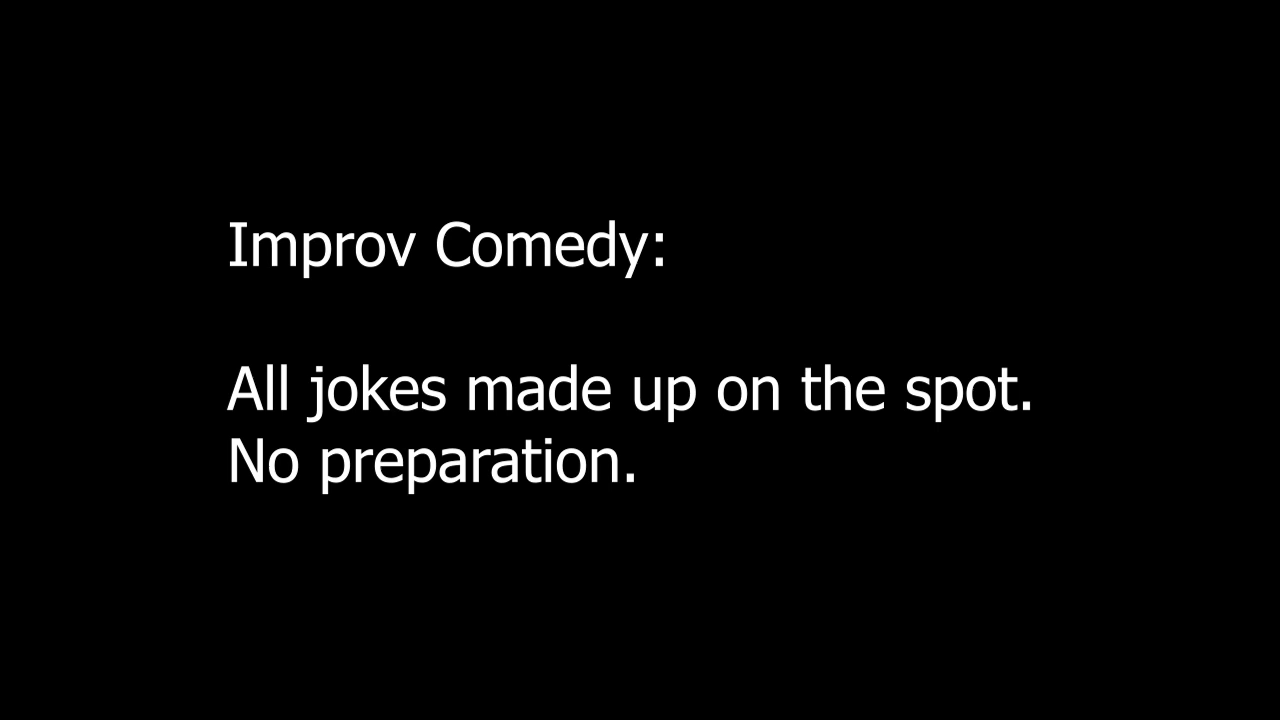 Improv Comedy:
All jokes made up on the spot.
No preparation.